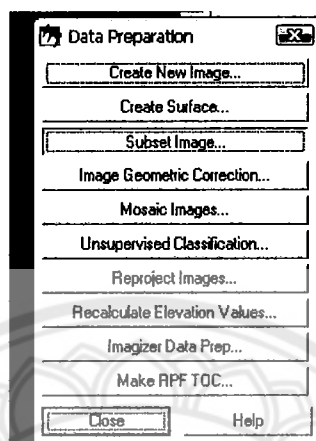 Data Preparation
Create New Image...
Create Surface...
Subset Image...
Image Geometric Correction...
Mosaic Images...
Unsupervised Classification...
Reproject Images...
Recalculate Elevation Values...
Imagizer Data Prep...
Make RPF TOC...
Close Help